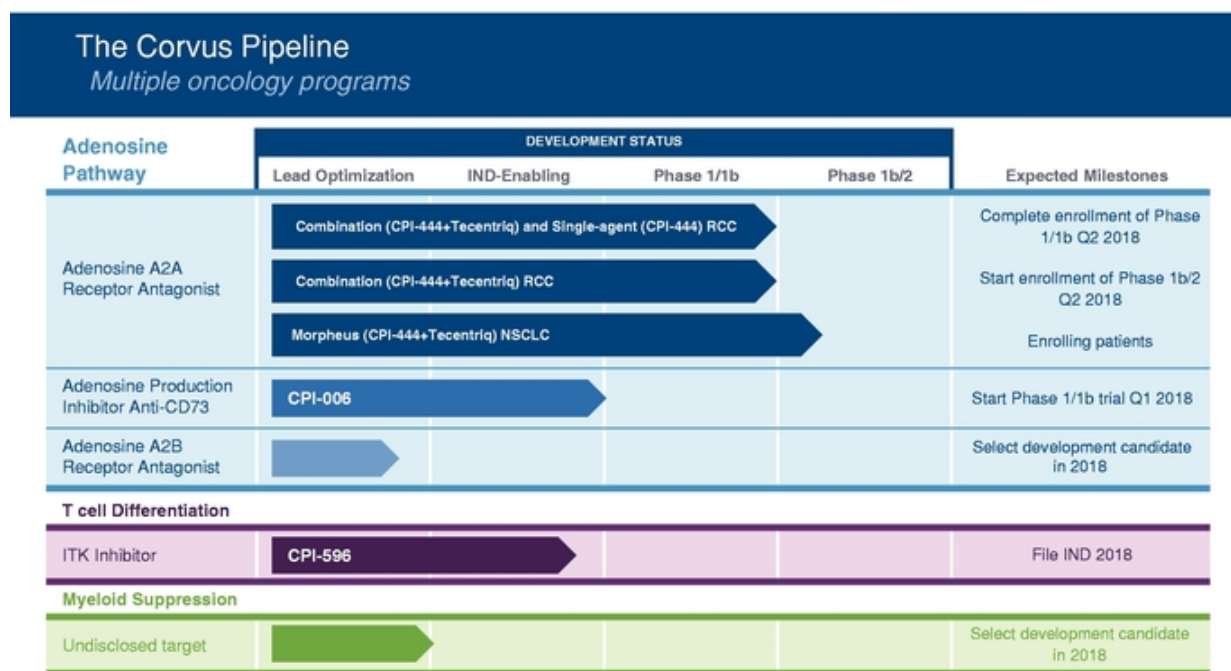 The Corvus Pipeline
Multiple oncology programs
Adenosine
Pathway
DEVELOPMENT STATUS
Lead Optimization
IND-Enabling
Phase 1/1b
Phase 1b/2
Expected Milestones
Adenosine A2A
Receptor Antagonist
Combination (CPI-444+Tecentriq) and Single-agent (CPI-444) RCC
Complete enrollment of Phase
1/1b Q2 2018
Combination (CPI-444+Tecentriq) RCC
Start enrollment of Phase 1b/2
Q2 2018
Morpheus (CPI-444+Tecentriq) NSCLC
Enrolling patients
Adenosine Production
Inhibitor Anti-CD73
CPI-006
Start Phase 1/1b trial Q1 2018
Adenosine A2B
Receptor Antagonist
Select development candidate
in 2018
T cell Differentiation
ITK Inhibitor
CPI-596
File IND 2018
Myeloid Suppression
Undisclosed target
Select development candidate
in 2018